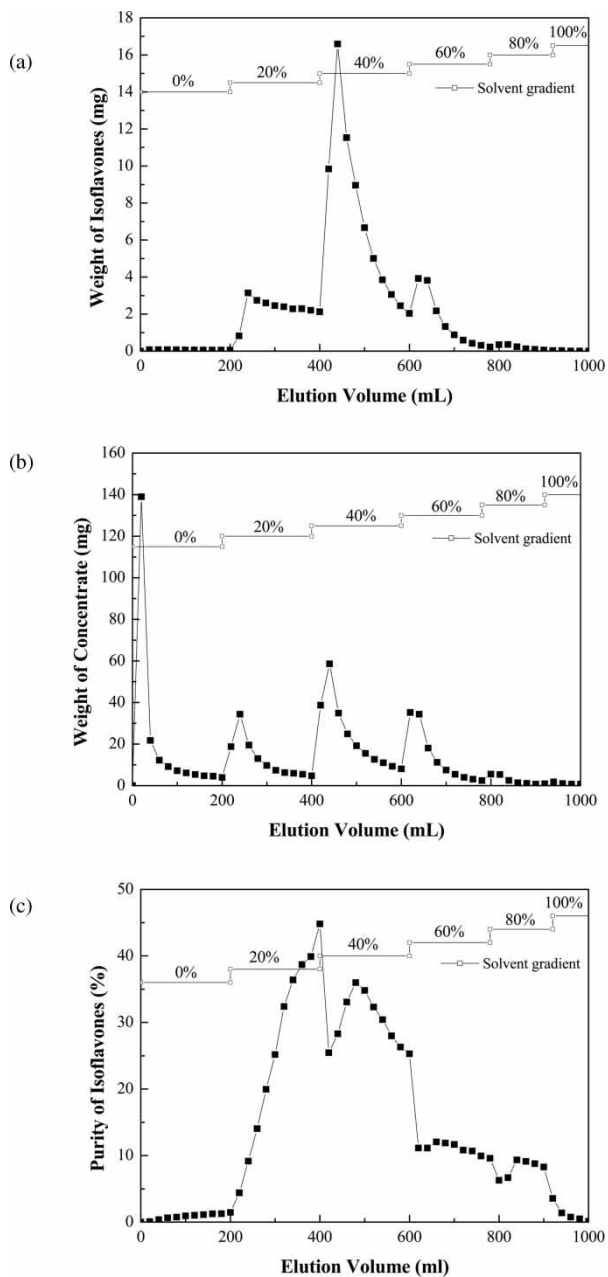 (a)
18
16
14
12
10
8
6
4
2
0
Weight of Isoflavones (mg)
0% 20% 40% 60% 80% 100%
Solvent gradient
0 200 400 600 800 1000
Elution Volume (mL)
(b)
160
140
120
100
80
60
40
20
0
Weight of Concentrate (mg)
0% 20% 40% 60% 80% 100%
Solvent gradient
0 200 400 600 800 1000
Elution Volume (mL)
(c)
50
40
30
20
10
0
Purity of Isoflavones (%)
0% 20% 40% 60% 80% 100%
Solvent gradient
0 200 400 600 800 1000
Elution Volume (ml)